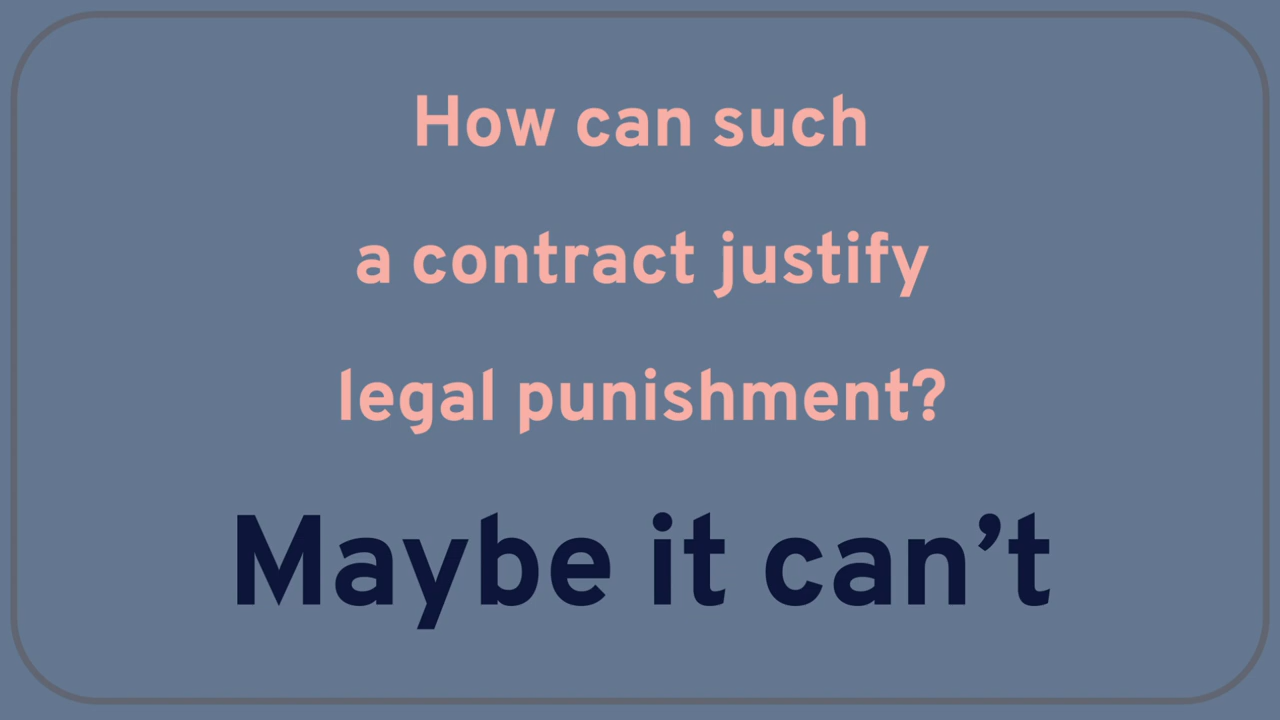 How can such
a contract justify
legal punishment?
Maybe it can’t